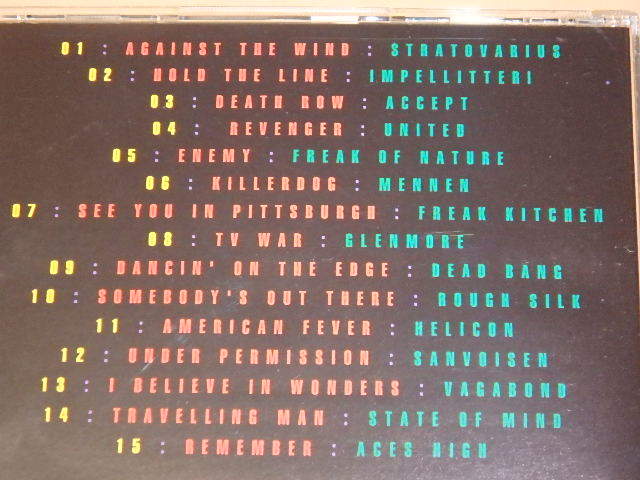 01 : AGAINST THE WIND : STRATOVARIUS
02 : HOLD THE LINE : IMPELLITTERI
03 : DEATH ROW : ACCEPT
04 : REVENGER : UNITED
05 : ENEMY : FREAK OF NATURE
06 : KILLERDOG : MENNEN
07 : SEE YOU IN PITTSBURGH : FREAK KITCHEN
08 : TV WAR : GLENMORE
09 : DANCIN' ON THE EDGE : DEAD BANG
10 : SOMEBODY'S OUT THERE : ROUGH SILK
11 : AMERICAN FEVER : HELICON
12 : UNDER PERMISSION : SANVOISEN
13 : I BELIEVE IN WONDERS : VAGABOND
14 : TRAVELLING MAN : STATE OF MIND
15 : REMEMBER : ACES HIGH